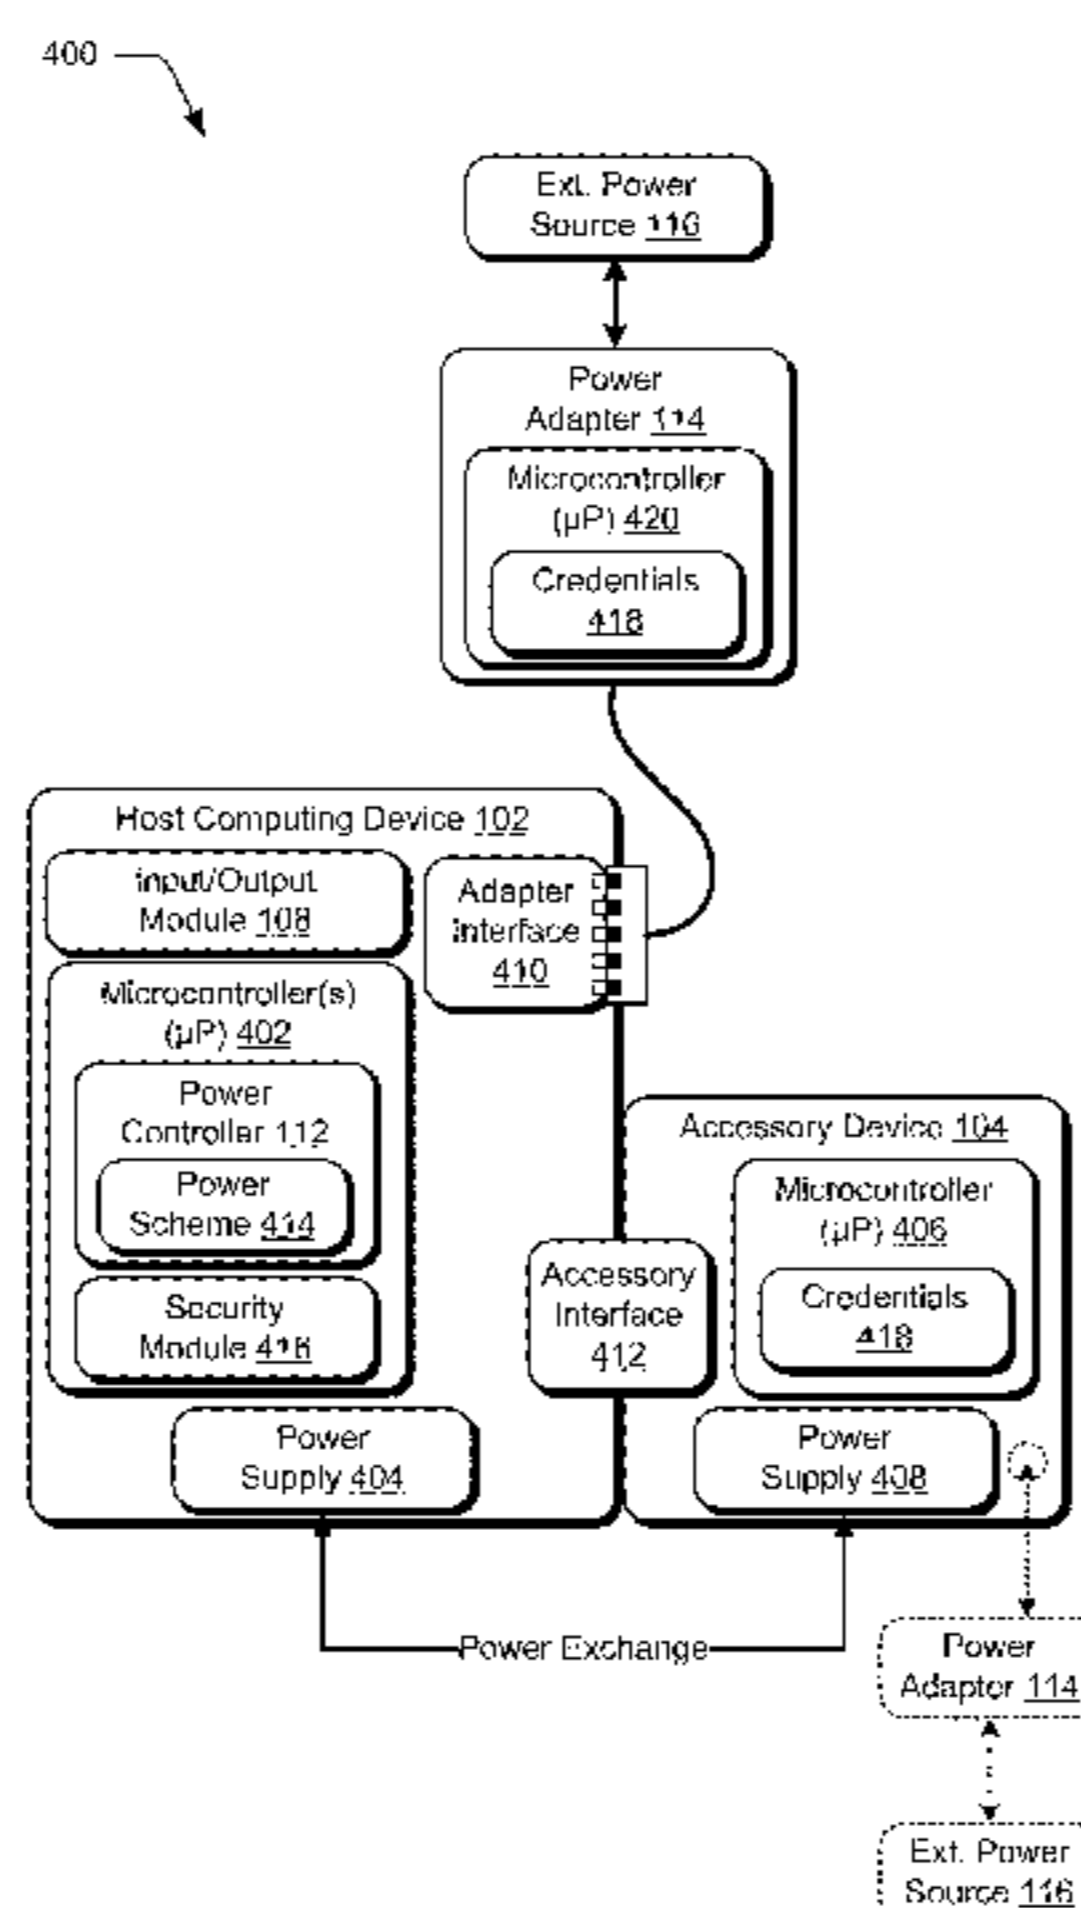 400
Ext. Power
Source 116
Power
Adapter 114
Microcontroller
(µP) 420
Credentials
418
Host Computing Device 102
Input/Output
Module 108
Adapter
Interface
410
Microcontroller(s)
(µP) 402
Power
Controller 112
Power
Scheme 414
Security
Module 416
Power
Supply 404
Accessory Device 104
Microcontroller
(µP) 406
Credentials
418
Accessory
Interface
412
Power
Supply 408
Power Exchange
Power
Adapter 114
Ext. Power
Source 116